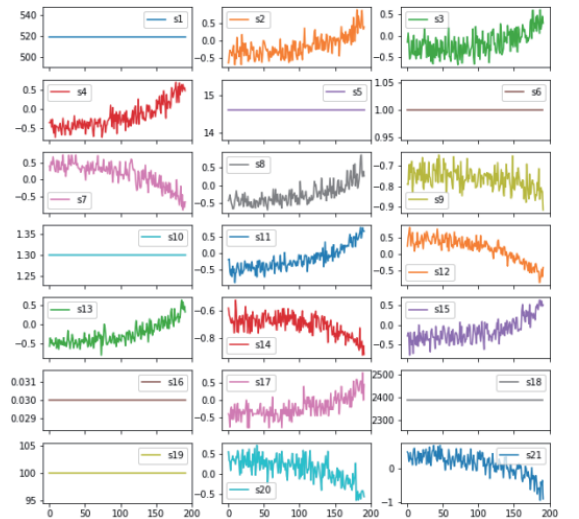 540 520 500 s1
0.5 0.0 -0.5 s2
0.5 0.0 -0.5 s3
0.5 0.0 -0.5 s4
15 14 s5
1.05 1.00 0.95 s6
0.5 0.0 -0.5 s7
0.5 0.0 -0.5 s8
-0.7 -0.8 -0.9 s9
1.35 1.30 1.25 s10
0.5 0.0 -0.5 s11
0.5 0.0 -0.5 s12
0.5 0.0 -0.5 s13
-0.6 -0.8 s14
0.5 0.0 -0.5 s15
0.031 0.030 0.029 s16
0.5 0.0 -0.5 s17
2500 2400 2300 s18
105 100 95 s19
0.5 0.0 -0.5 s20
0 -1 s21
0 50 100 150 200
0 50 100 150 200
0 50 100 150 200